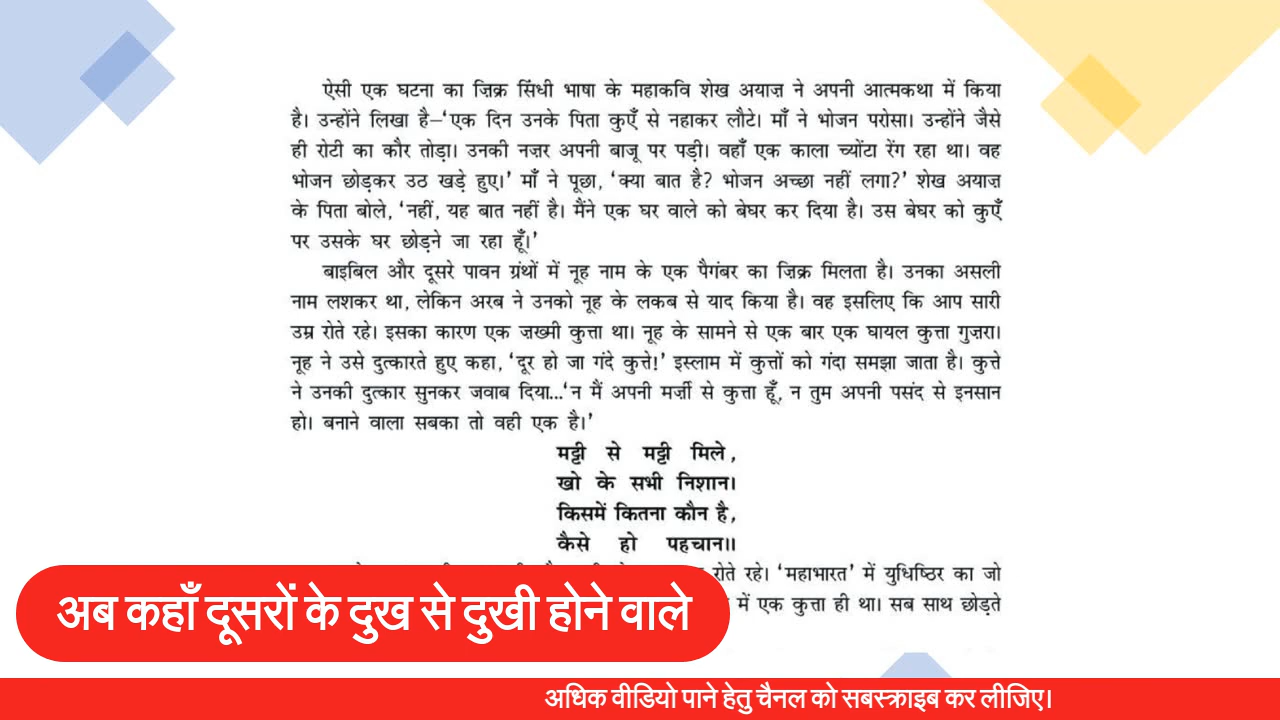 ऐसी एक घटना का ज़िक्र सिंधी भाषा के महाकवि शेख अयाज़ ने अपनी आत्मकथा में किया
है। उन्होंने लिखा है–‘एक दिन उनके पिता कुएँ से नहाकर लौटे। माँ ने भोजन परोसा। उन्होंने जैसे
ही रोटी का कौर तोड़ा। उनकी नज़र अपनी बाजू पर पड़ी। वहाँ एक काला च्योंटा रेंग रहा था। वह
भोजन छोड़कर उठ खड़े हुए।’ माँ ने पूछा, ‘क्या बात है? भोजन अच्छा नहीं लगा?’ शेख अयाज़
के पिता बोले, ‘नहीं, यह बात नहीं है। मैंने एक घर वाले को बेघर कर दिया है। उस बेघर को कुएँ
पर उसके घर छोड़ने जा रहा हूँ।’
बाइबिल और दूसरे पावन ग्रंथों में नूह नाम के एक पैगंबर का ज़िक्र मिलता है। उनका असली
नाम लशकर था, लेकिन अरब ने उनको नूह के लकब से याद किया है। वह इसलिए कि आप सारी
उम्र रोते रहे। इसका कारण एक ज़ख्मी कुत्ता था। नूह के सामने से एक बार एक घायल कुत्ता गुज़रा।
नूह ने उसे दुत्कारते हुए कहा, ‘दूर हो जा गंदे कुत्ते!’ इस्लाम में कुत्तों को गंदा समझा जाता है। कुत्ते
ने उनकी दुत्कार सुनकर जवाब दिया...‘न मैं अपनी मर्ज़ी से कुत्ता हूँ, न तुम अपनी पसंद से इनसान
हो। बनाने वाला सबका तो वही एक है।’
मट्टी से मट्टी मिले,
खो के सभी निशान।
किसमें कितना कौन है,
कैसे हो पहचान॥
रोते रहे। ‘महाभारत’ में युधिष्ठिर का जो
में एक कुत्ता ही था। सब साथ छोड़ते
अब कहाँ दूसरों के दुख से दुखी होने वाले
अधिक वीडियो पाने हेतु चैनल को सबस्क्राइब कर लीजिए।